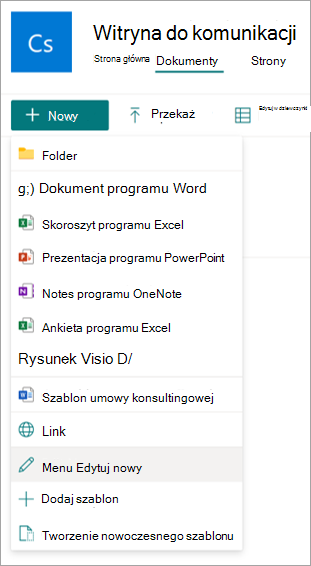 Cs
Witryna do komunikacji
Strona główna Dokumenty Strony
Nowy Przekaż Edytuj w dziewczynki
Folder
g;) Dokument programu Word
Skoroszyt programu Excel
Prezentacja programu PowerPoint
Notes programu OneNote
Ankieta programu Excel
Rysunek Visio D/
Szablon umowy konsultingowej
Link
Menu Edytuj nowy
Dodaj szablon
Tworzenie nowoczesnego szablonu